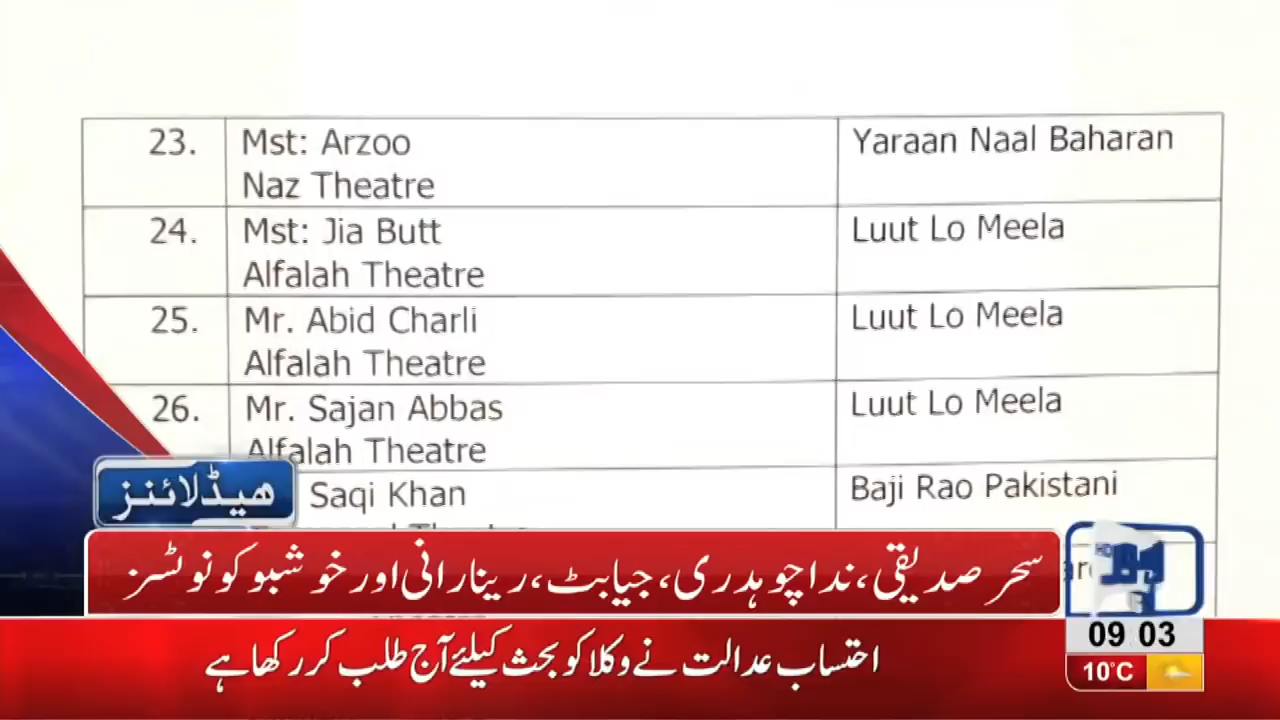 23.
Mst: Arzoo
Naz Theatre
Yaraan Naal Baharan
24.
Mst: Jia Butt
Alfalah Theatre
Luut Lo Meela
25.
Mr. Abid Charli
Alfalah Theatre
Luut Lo Meela
26.
Mr. Sajan Abbas
Alfalah Theatre
Luut Lo Meela
Saqi Khan
Baji Rao Pakistani
ھیڈلائنز
سحر صدیقی، ندا چوہدری، جیا بٹ، رینا رانی اور خوشبو کو نوٹسز
09 03
احتساب عدالت نے وکلا کو بحث کیلئے آج طلب کر رکھا ہے
10°C